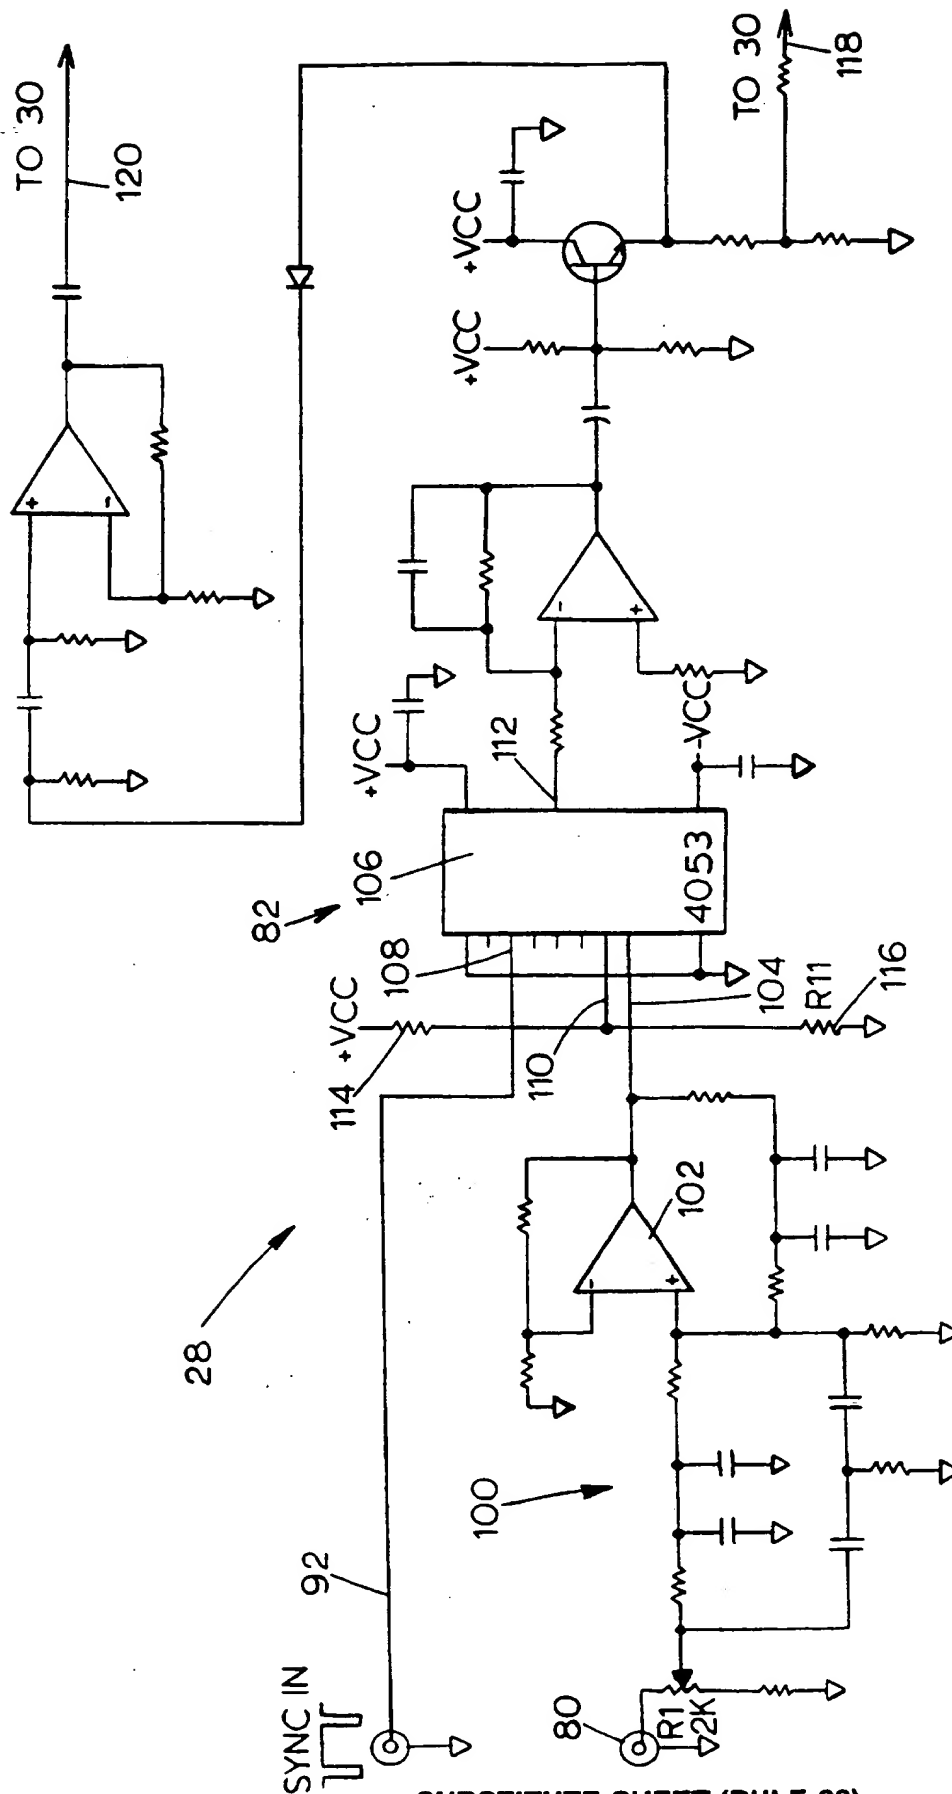 TO 30
120
TO 30
118
+VCC
+VCC
+
-
-
+
+VCC
112
-VCC
82
106
4053
108
+VCC
114
110
104
R11
116
28
102
-
+
100
92
SYNC IN
80
R1
2K